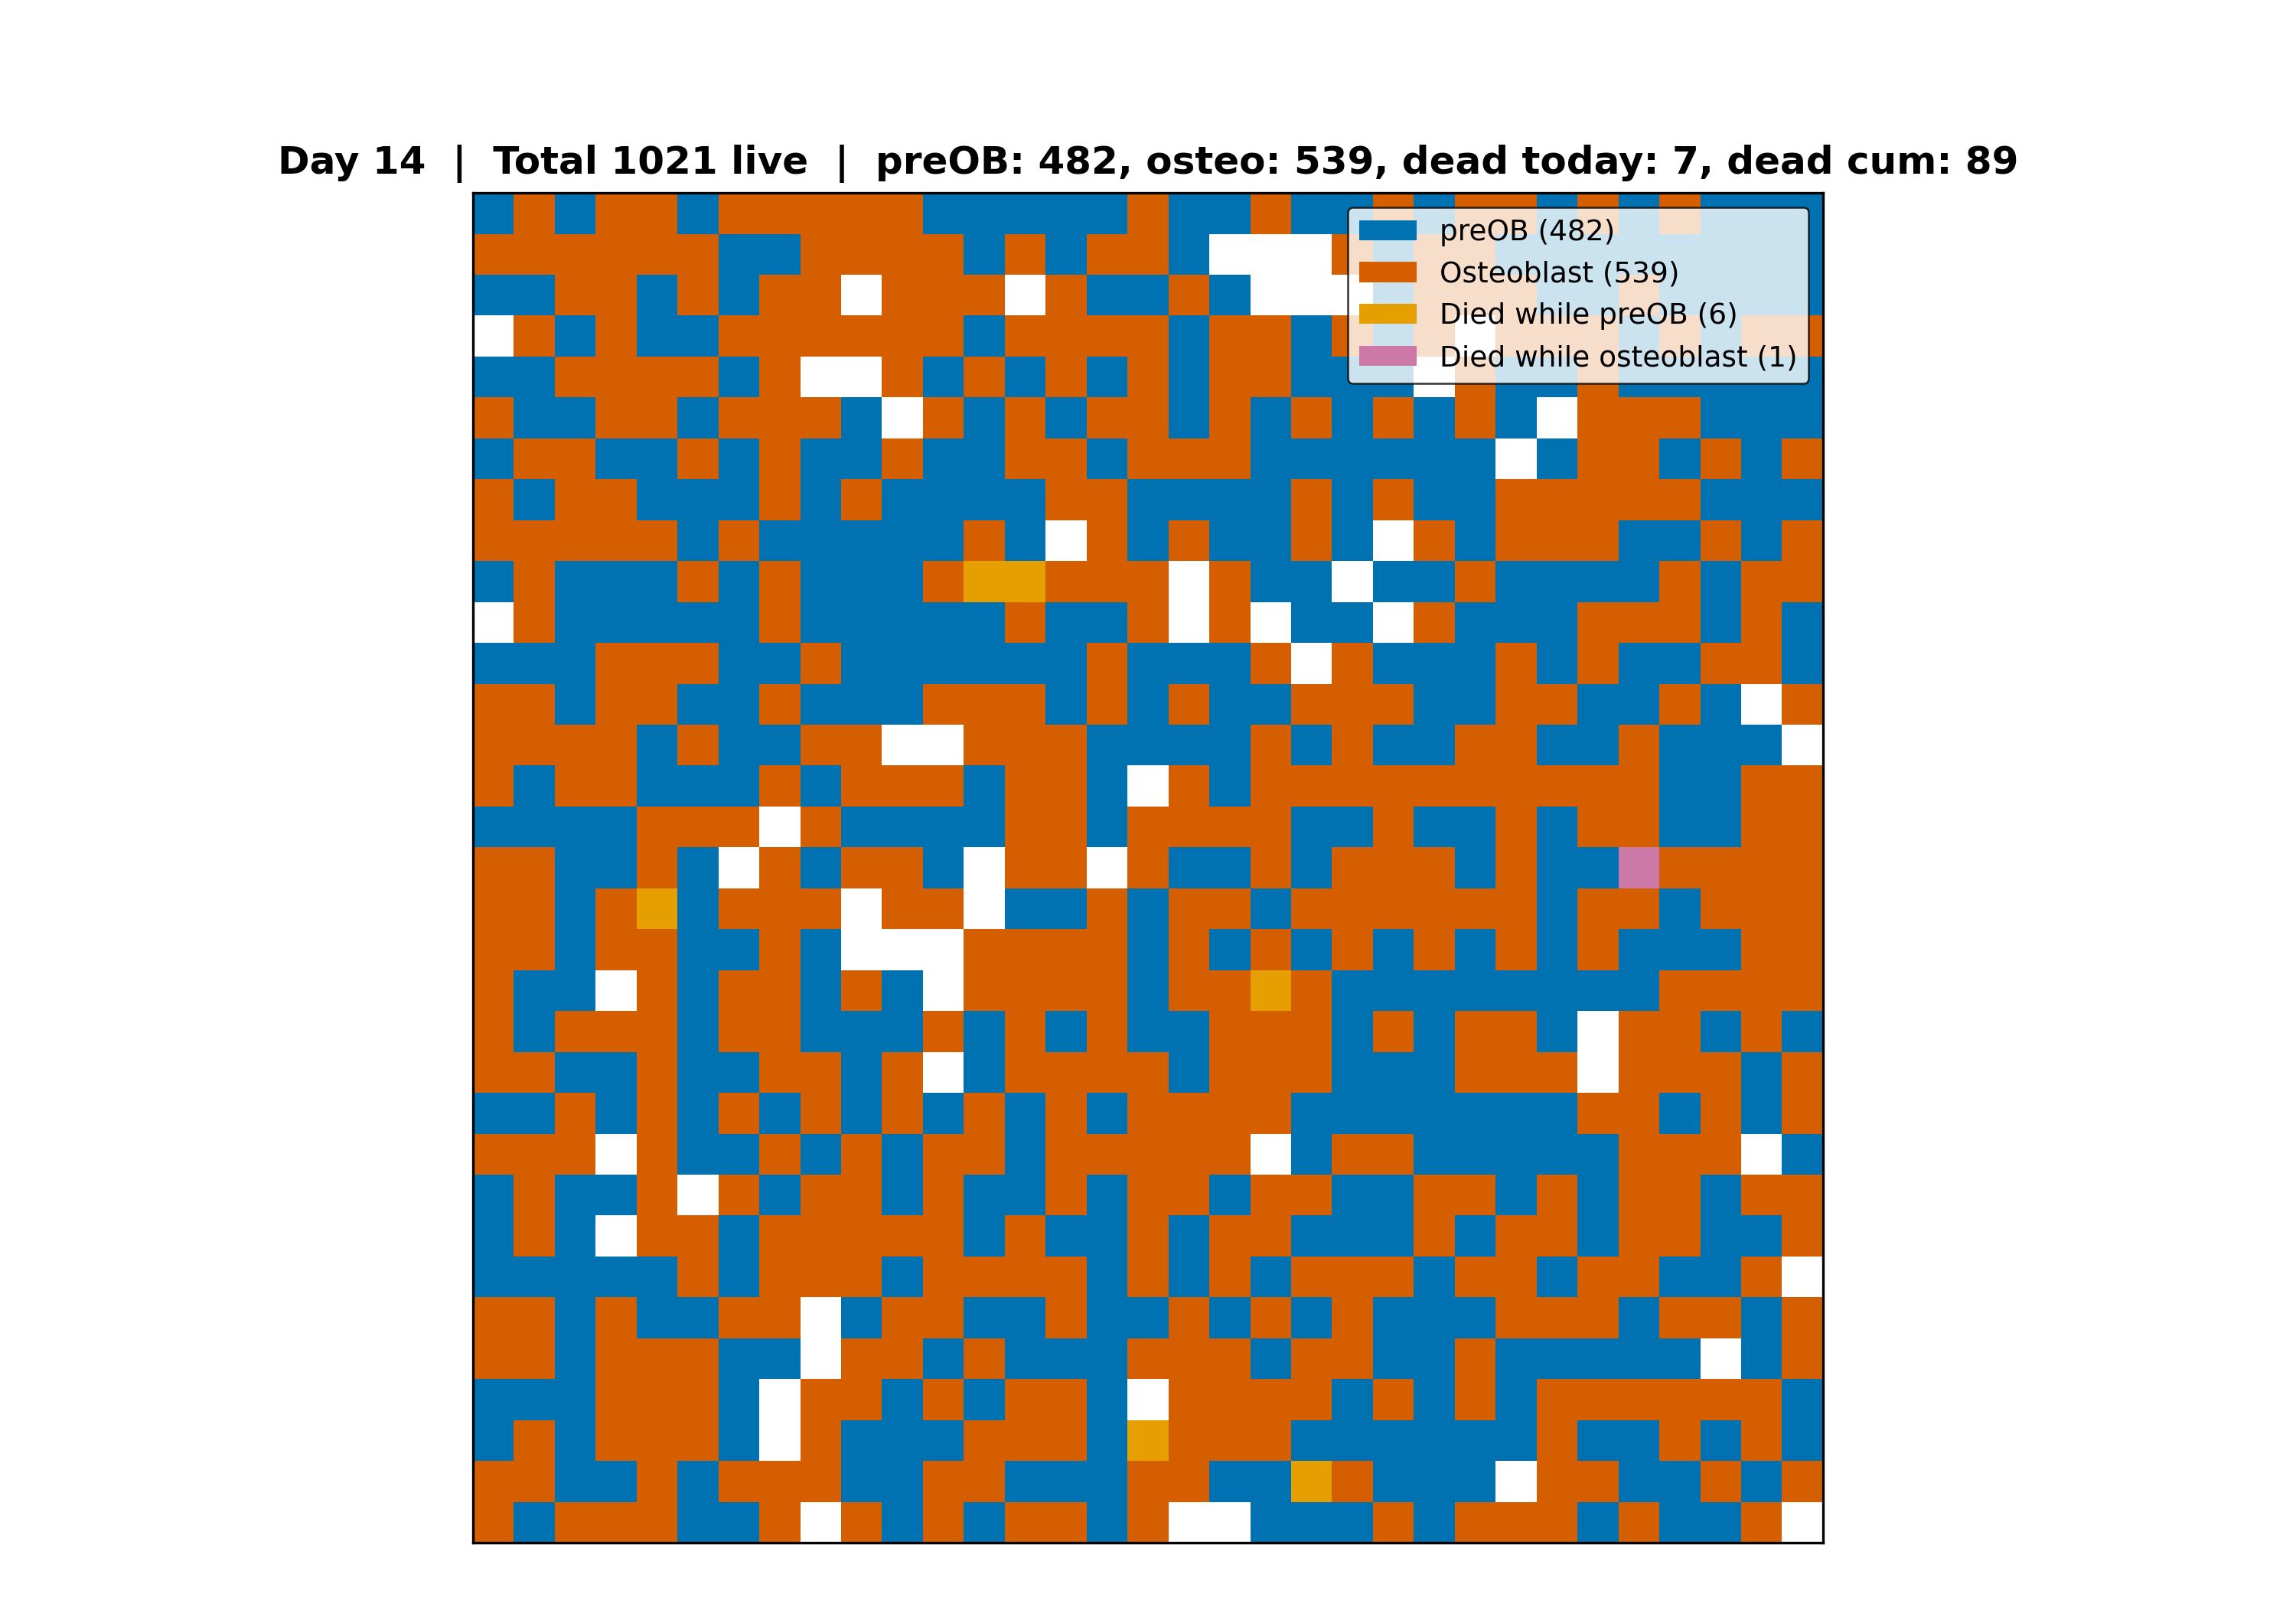 Day 14 | Total 1021 live | preOB: 482, osteo: 539, dead today: 7, dead cum: 89
preOB (482)
Osteoblast (539)
Died while preOB (6)
Died while osteoblast (1)